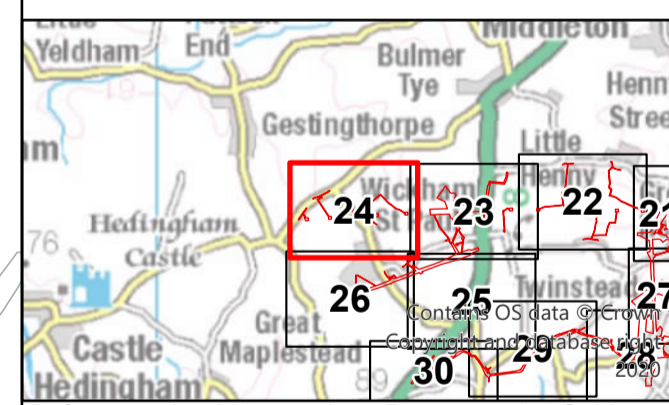 Middleton
Yeldham
End
Bulmer
Tye
Henn
Stree
Gestingthorpe
Little
Henny
am
Wickham
St Pa
24
23
22
21
Hedingham
Castle
76
26
25
27
Twinstead
Great
Maplestead
Contains OS data © Crown
Copyright and database right
2020
Castle
Hedingham
89
30
29
28